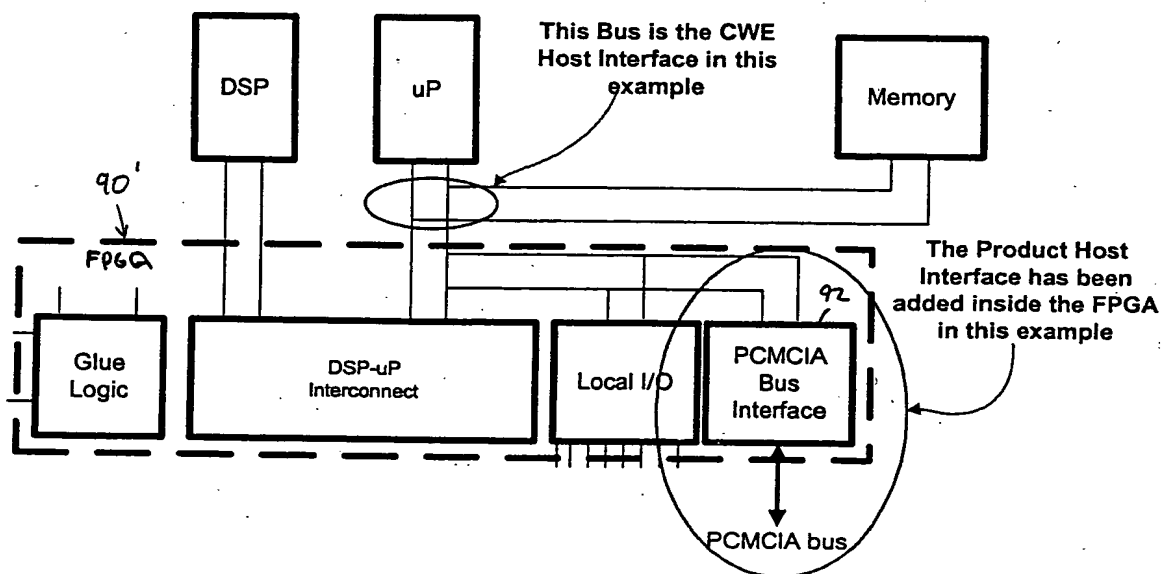 This Bus is the CWE
Host Interface in this
example
DSP
uP
Memory
90'
FPGA
The Product Host
Interface has been
added inside the FPGA
in this example
92
Glue
Logic
DSP-uP
Interconnect
Local I/O
PCMCIA
Bus
Interface
PCMCIA bus